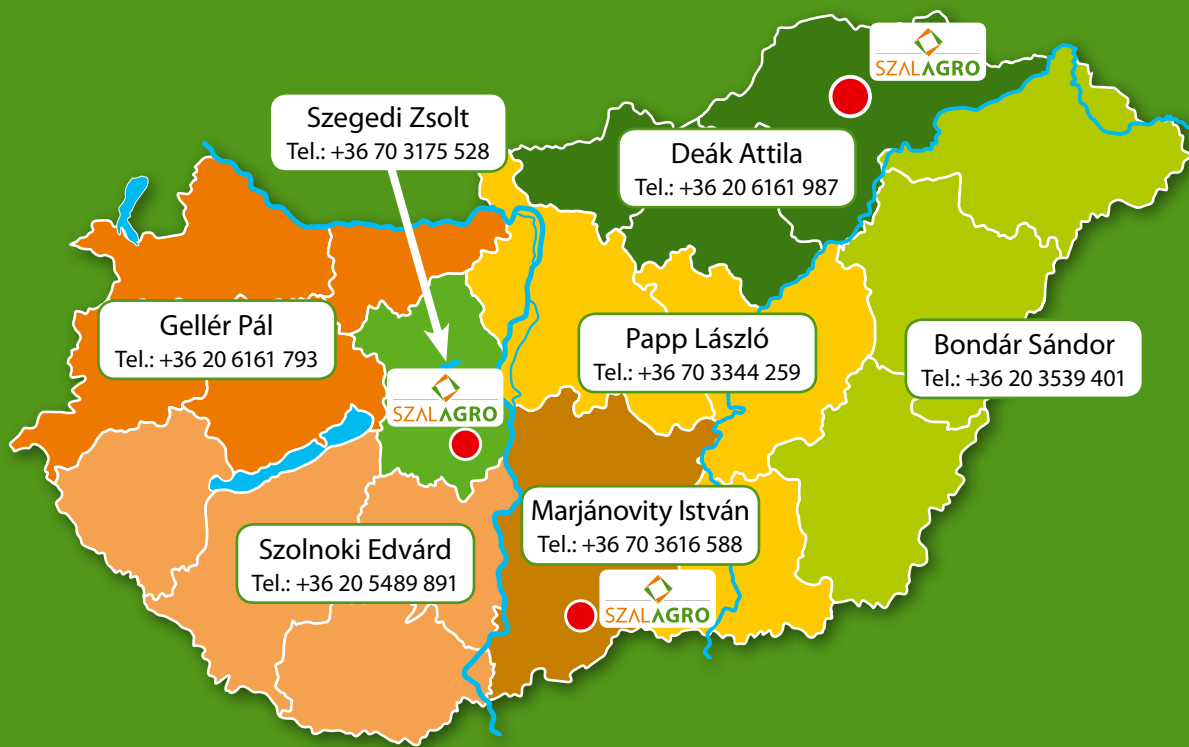 SZALAGRO
Szegedi Zsolt
Tel.: +36 70 3175 528
Deák Attila
Tel.: +36 20 6161 987
Gellér Pál
Tel.: +36 20 6161 793
Papp László
Tel.: +36 70 3344 259
Bondár Sándor
Tel.: +36 20 3539 401
SZALAGRO
Marjánovity István
Tel.: +36 70 3616 588
Szolnoki Edvárd
Tel.: +36 20 5489 891
SZALAGRO